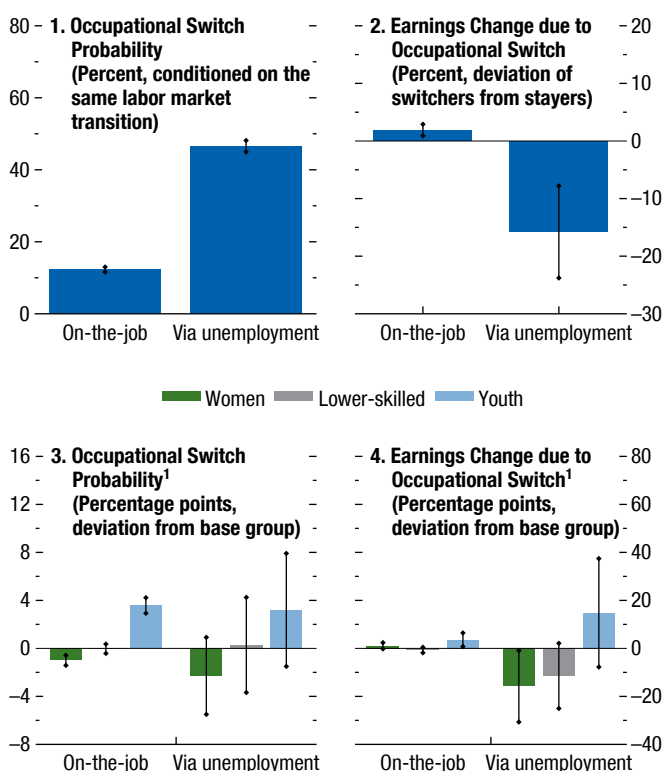 1. Occupational Switch
Probability
(Percent, conditioned on the
same labor market
transition)
80
60
40
20
0
On-the-job
Via unemployment
2. Earnings Change due to
Occupational Switch
(Percent, deviation of
switchers from stayers)
20
10
0
–10
–20
–30
On-the-job
Via unemployment
Women
Lower-skilled
Youth
3. Occupational Switch
Probability¹
(Percentage points,
deviation from base group)
16
12
8
4
0
–4
–8
On-the-job
Via unemployment
4. Earnings Change due to
Occupational Switch¹
(Percentage points,
deviation from base group)
80
60
40
20
0
–20
–40
On-the-job
Via unemployment